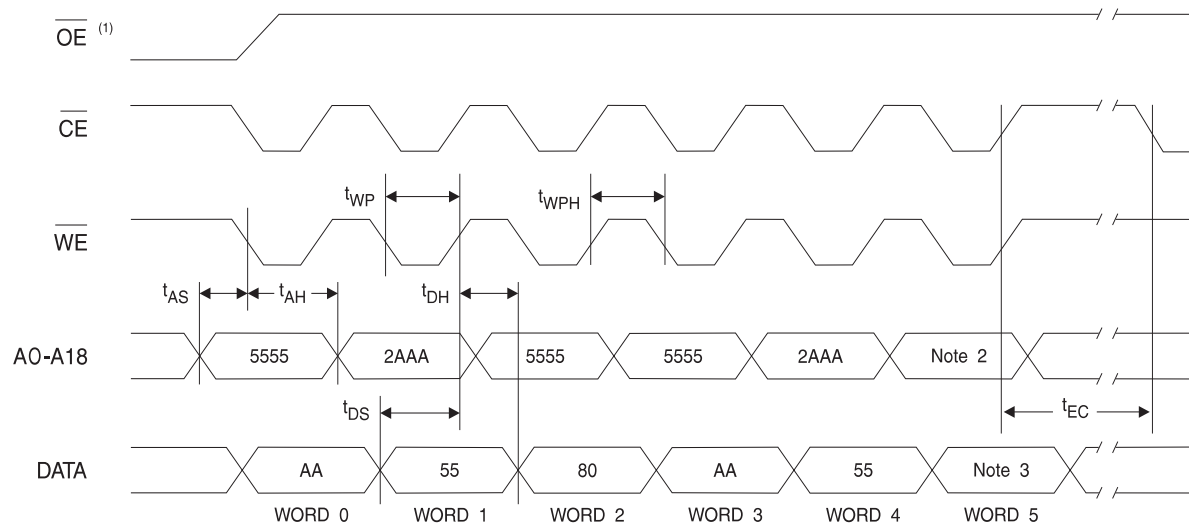 OE (1)
CE
tWP
tWPH
WE
tAS
tAH
tDH
A0-A18
5555
2AAA
5555
5555
2AAA
Note 2
tDS
tEC
DATA
AA
55
80
AA
55
Note 3
WORD 0
WORD 1
WORD 2
WORD 3
WORD 4
WORD 5